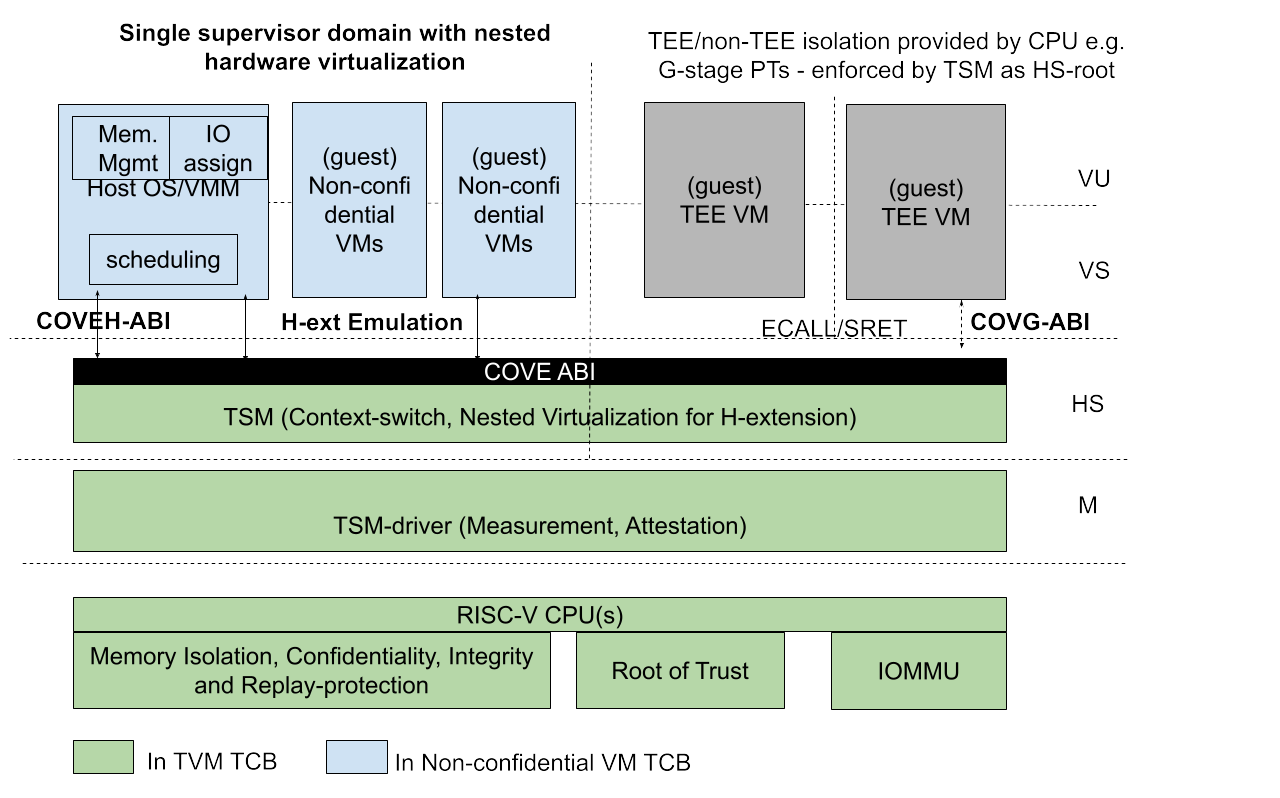 Single supervisor domain with nested
hardware virtualization
TEE/non-TEE isolation provided by CPU e.g.
G-stage PTs - enforced by TSM as HS-root
Mem.
Mgmt
IO
assign
Host OS/VMM
scheduling
(guest)
Non-confi
dential
VMs
(guest)
Non-confi
dential
VMs
(guest)
TEE VM
(guest)
TEE VM
VU
VS
COVEH-ABI
H-ext Emulation
ECALL/SRET
COVG-ABI
COVE ABI
TSM (Context-switch, Nested Virtualization for H-extension)
HS
TSM-driver (Measurement, Attestation)
M
RISC-V CPU(s)
Memory Isolation, Confidentiality, Integrity
and Replay-protection
Root of Trust
IOMMU
In TVM TCB
In Non-confidential VM TCB